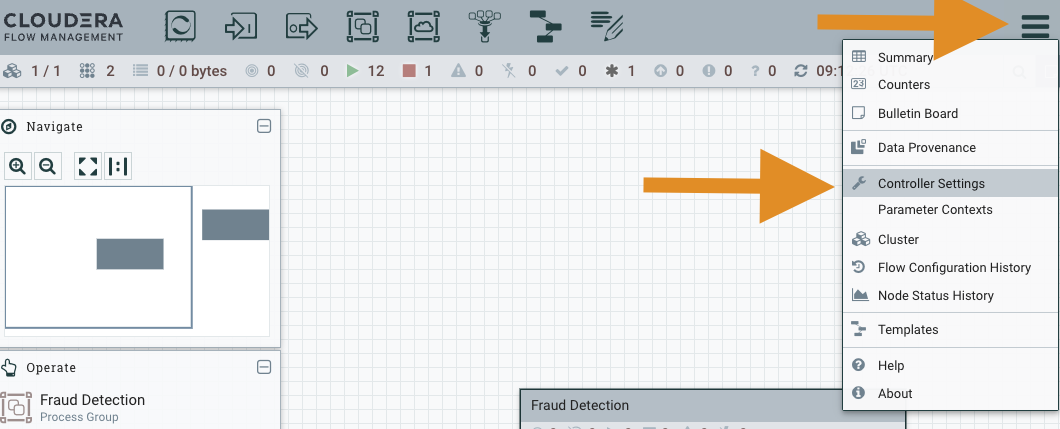 CLOUDERA
FLOW MANAGEMENT
1 / 1 2 0 / 0 bytes 0 0 12 1 0 0 0 1 0 0 0 09:1
Summary
Counters
Bulletin Board
Data Provenance
Controller Settings
Parameter Contexts
Cluster
Flow Configuration History
Node Status History
Templates
Help
About
Navigate
Operate
Fraud Detection
Process Group
Fraud Detection